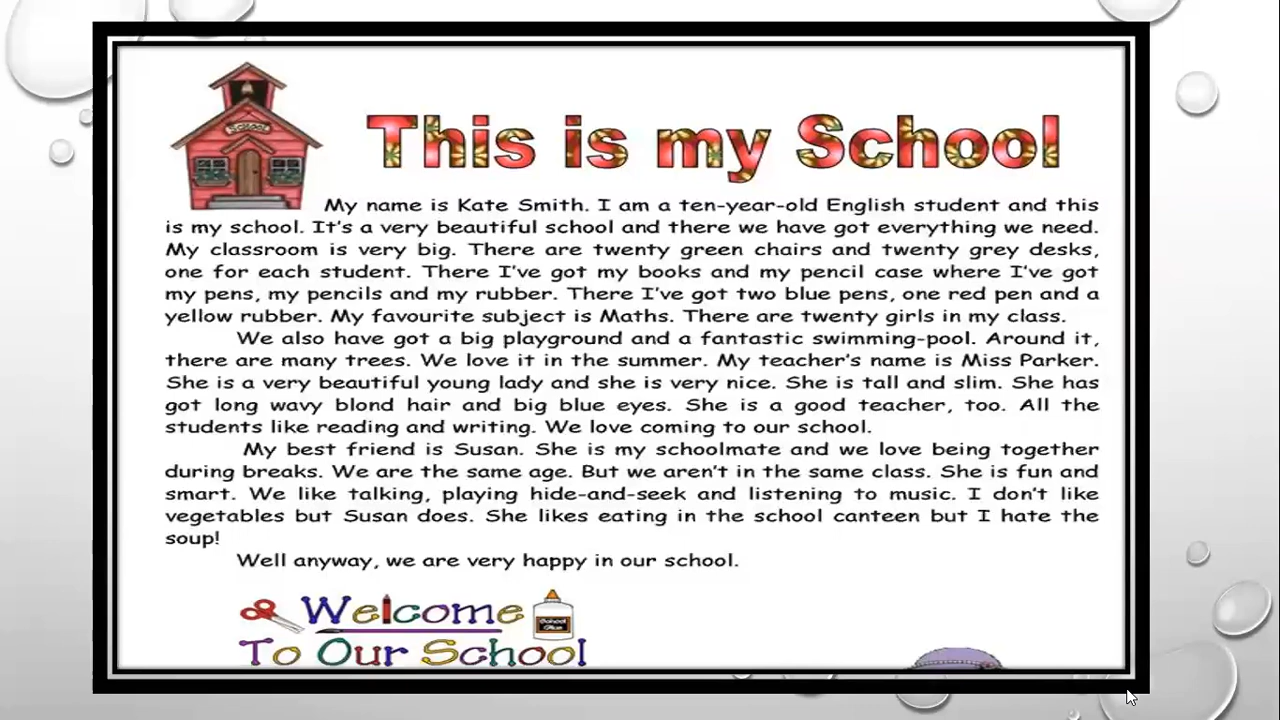 School
This is my School
My name is Kate Smith. I am a ten-year-old English student and this
is my school. It's a very beautiful school and there we have got everything we need.
My classroom is very big. There are twenty green chairs and twenty grey desks,
one for each student. There I've got my books and my pencil case where I've got
my pens, my pencils and my rubber. There I've got two blue pens, one red pen and a
yellow rubber. My favourite subject is Maths. There are twenty girls in my class.
We also have got a big playground and a fantastic swimming-pool. Around it,
there are many trees. We love it in the summer. My teacher's name is Miss Parker.
She is a very beautiful young lady and she is very nice. She is tall and slim. She has
got long wavy blond hair and big blue eyes. She is a good teacher, too. All the
students like reading and writing. We love coming to our school.
My best friend is Susan. She is my schoolmate and we love being together
during breaks. We are the same age. But we aren't in the same class. She is fun and
smart. We like talking, playing hide-and-seek and listening to music. I don't like
vegetables but Susan does. She likes eating in the school canteen but I hate the
soup!
Well anyway, we are very happy in our school.
Welcome
School
Glue
To Our School